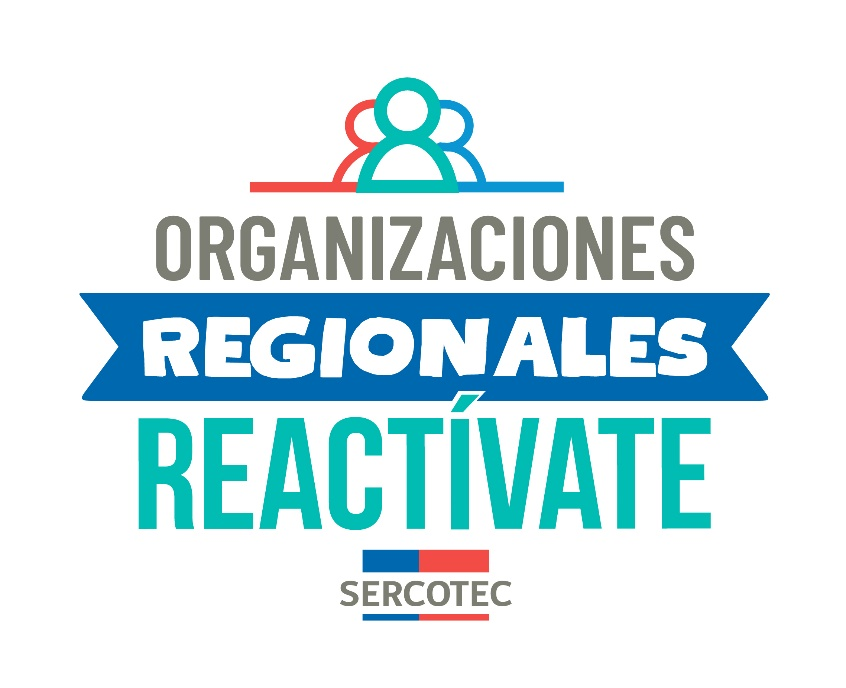 ORGANIZACIONES
REGIONALES
REACTÍVATE
SERCOTEC